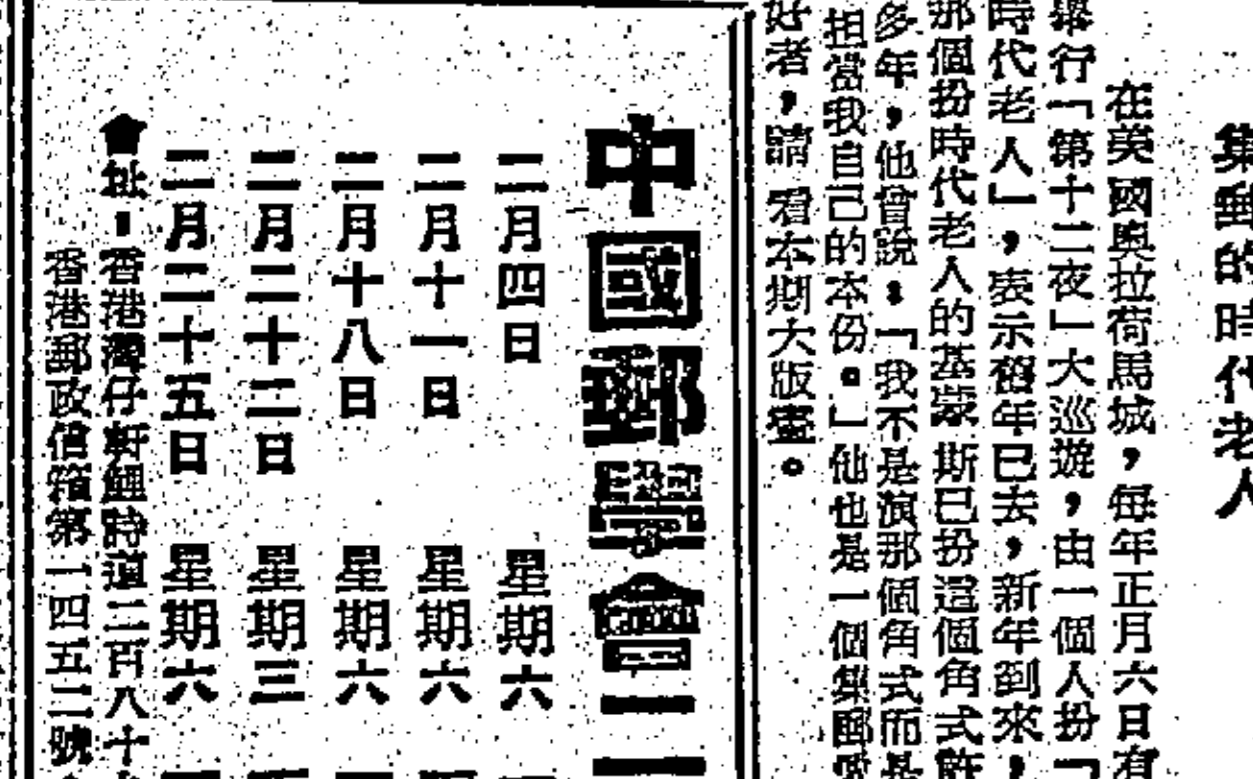 集郵的時代老人
在美國奧拉荷馬城，每年正月六日有
舉行「第十二夜」大巡遊，由一個人扮「
時代老人」，表示舊年已去，新年到來，
那個扮時代老人的基蒙斯已扮這個角式許
多年，他曾說：「我不是演那個角式而是
担當我自己的本份。」他也是一個集郵愛
好者，請看本期大版蜜。
中國郵學會二
二月四日 星期六
二月十一日 星期六
二月十八日 星期六
二月二十二日 星期三
二月二十五日 星期六
會址：香港灣仔軒鯉詩道二百八十
香港郵政信箱第一四五二號